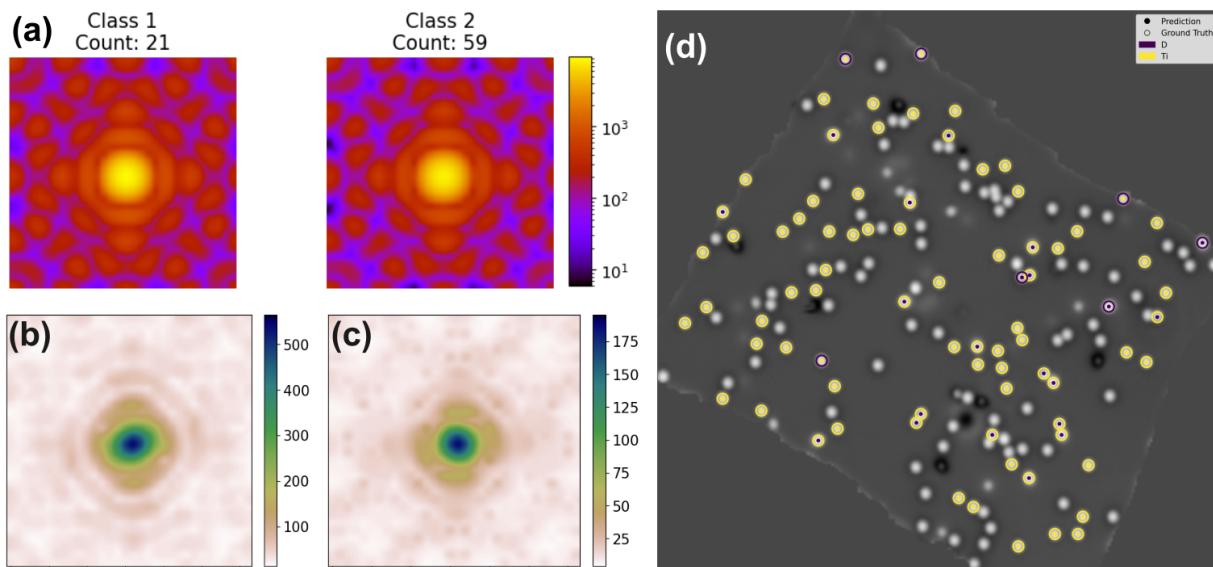 (a)
Class 1
Count: 21
Class 2
Count: 59
10³
10²
10¹
(b)
500
400
300
200
100
(c)
175
150
125
100
75
50
25
(d)
Prediction
Ground Truth
D
Ti